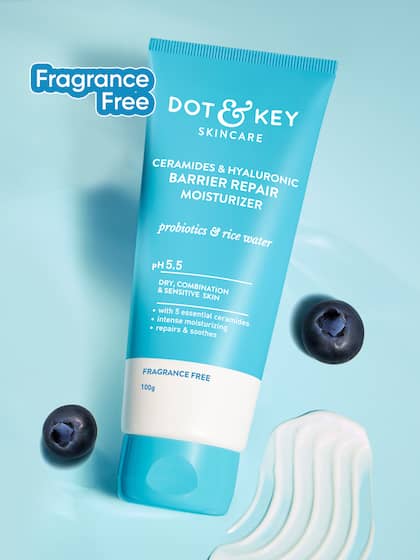 Fragrance
Free
DOT & KEY
SKINCARE
CERAMIDES & HYALURONIC
BARRIER REPAIR
MOISTURIZER
probiotics & rice water
pH 5.5
DRY, COMBINATION
& SENSITIVE SKIN
• with 5 essential ceramides
• intense moisturizing
• repairs & soothes
FRAGRANCE FREE
100g